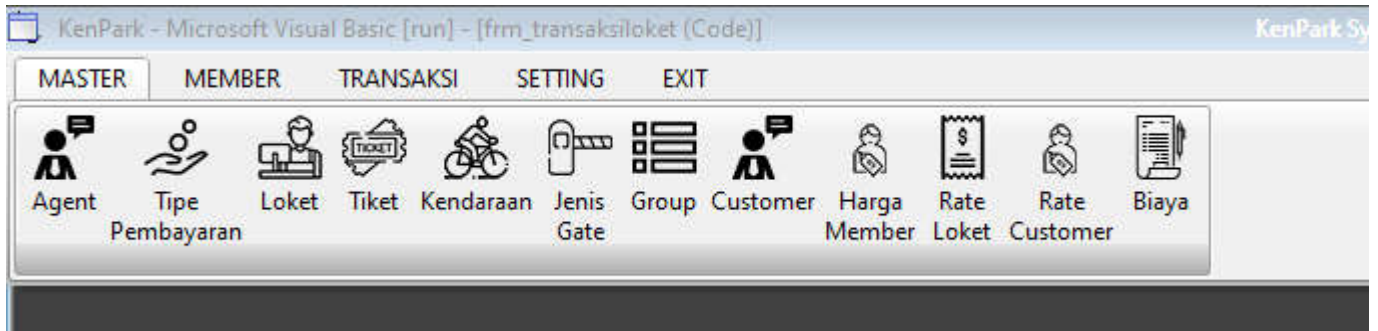 KenPark - Microsoft Visual Basic [run] - [frm_transaksiloket (Code)]
KenPark Sy
MASTER MEMBER TRANSAKSI SETTING EXIT
TICKET
$
Agent Tipe Loket Tiket Kendaraan Jenis Group Customer Harga Rate Rate Biaya
Pembayaran Gate Member Loket Customer